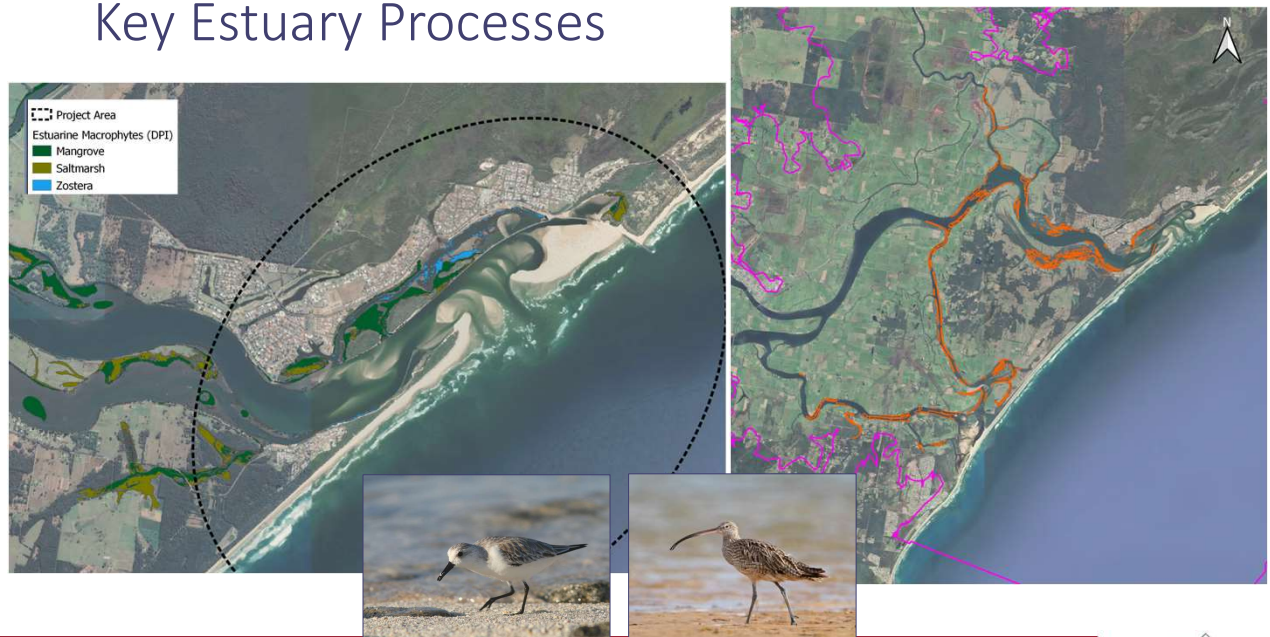 Key Estuary Processes
Project Area
Estuarine Macrophytes (DPI)
Mangrove
Saltmarsh
Zostera
N